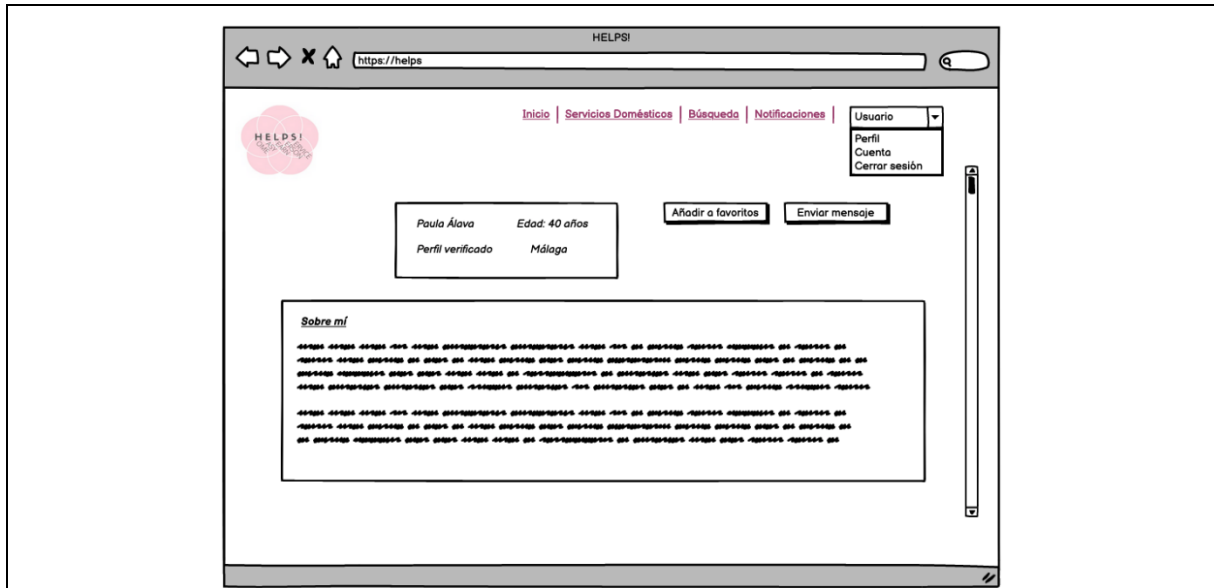 HELPS!
https://helps
HELPS!
Inicio | Servicios Domésticos | Búsqueda | Notificaciones |
Usuario
Perfil
Cuenta
Cerrar sesión
Paula Álava Edad: 40 años
Perfil verificado Málaga
Añadir a favoritos
Enviar mensaje
Sobre mí